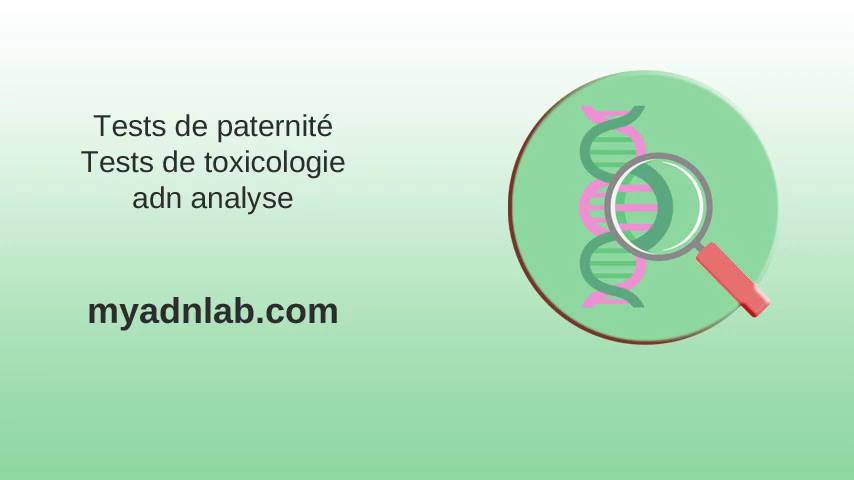 Tests de paternité
Tests de toxicologie
adn analyse
myadnlab.com